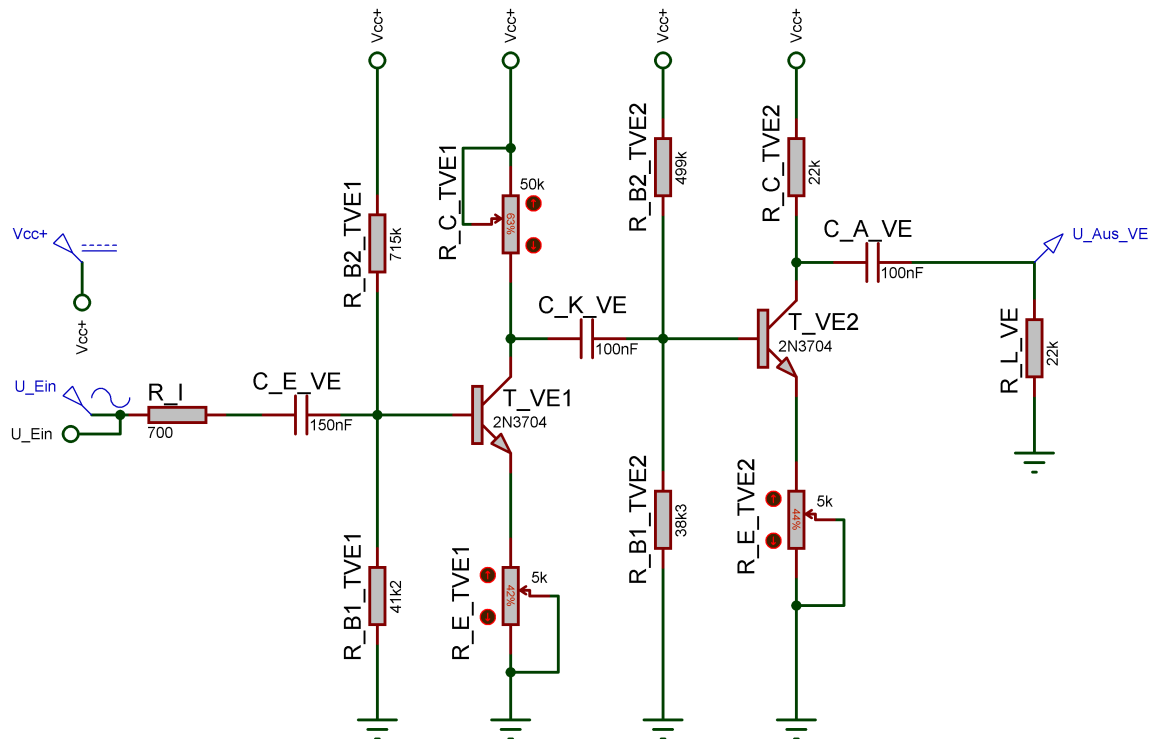 Vcc+
Vcc+
Vcc+
Vcc+
R_B2_TVE1
715k
R_C_TVE1
50k
63%
R_B2_TVE2
499k
R_C_TVE2
22k
Vcc+
Vcc+
C_A_VE
100nF
U_Aus_VE
C_K_VE
100nF
T_VE2
2N3704
R_L_VE
22k
U_Ein
U_Ein
R_I
700
C_E_VE
150nF
T_VE1
2N3704
R_B1_TVE1
41k2
R_E_TVE1
5k
42%
R_B1_TVE2
38k3
R_E_TVE2
5k
44%